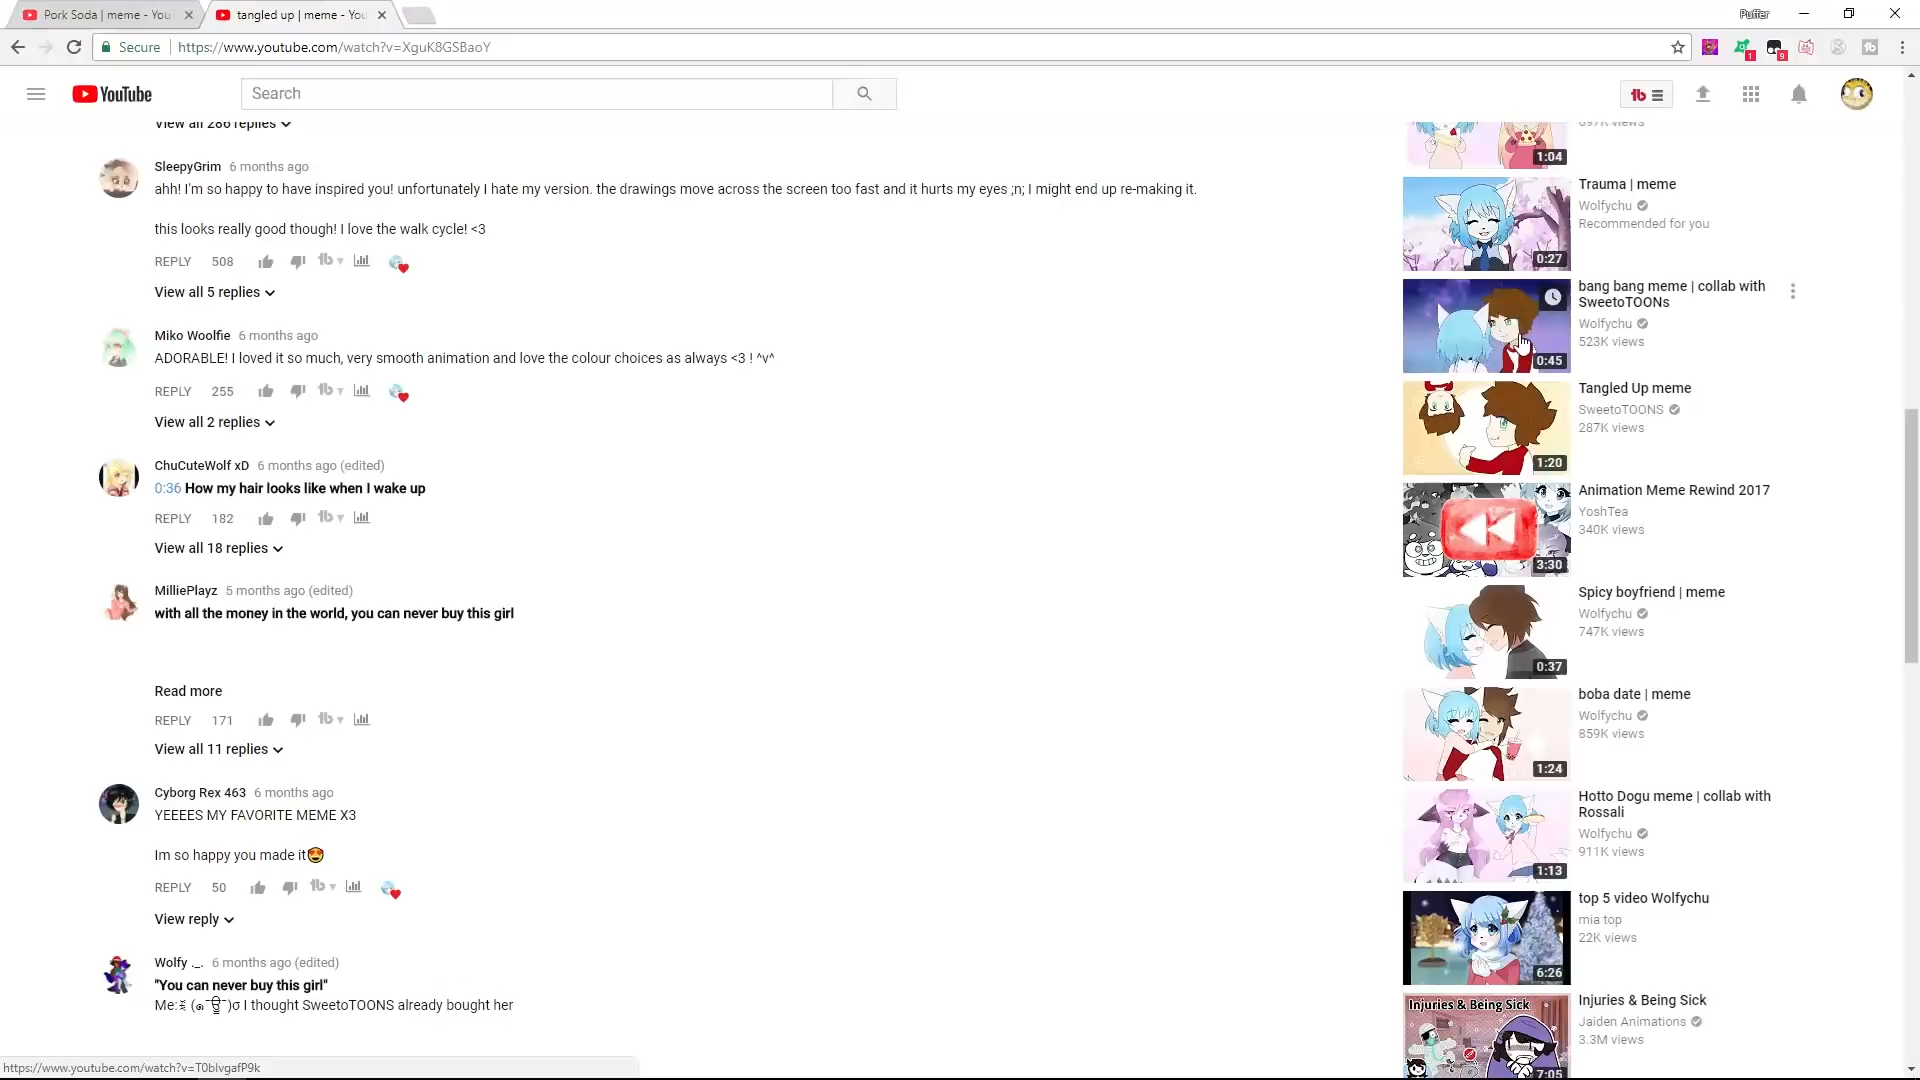 Pork Soda | meme - You
tangled up | meme - You
Puffer
Secure
https://www.youtube.com/watch?v=XguK8GSBaoY
1
9
YouTube
Search
View all 286 replies
SleepyGrim 6 months ago
ahh! I'm so happy to have inspired you! unfortunately I hate my version. the drawings move across the screen too fast and it hurts my eyes ;n; I might end up re-making it.
this looks really good though! I love the walk cycle! <3
REPLY 508
View all 5 replies
Miko Woolfie 6 months ago
ADORABLE! I loved it so much, very smooth animation and love the colour choices as always <3 ! ^v^
REPLY 255
View all 2 replies
ChuCuteWolf xD 6 months ago (edited)
0:36 How my hair looks like when I wake up
REPLY 182
View all 18 replies
MilliePlayz 5 months ago (edited)
with all the money in the world, you can never buy this girl
Read more
REPLY 171
View all 11 replies
Cyborg Rex 463 6 months ago
YEEEES MY FAVORITE MEME X3
Im so happy you made it😍
REPLY 50
View reply
Wolfy ._. 6 months ago (edited)
"You can never buy this girl"
I thought SweetoTOONS already bought her
https://www.youtube.com/watch?v=T0blvgafP9k
897K views
1:04
Trauma | meme
Wolfychu
Recommended for you
0:27
bang bang meme | collab with
SweetoTOONs
Wolfychu
523K views
0:45
Tangled Up meme
SweetoTOONS
287K views
1:20
Animation Meme Rewind 2017
YoshTea
340K views
3:30
Spicy boyfriend | meme
Wolfychu
747K views
0:37
boba date | meme
Wolfychu
859K views
1:24
Hotto Dogu meme | collab with
Rossali
Wolfychu
911K views
1:13
top 5 video Wolfychu
mia top
22K views
6:26
Injuries & Being Sick
Injuries & Being Sick
Jaiden Animations
3.3M views
7:05